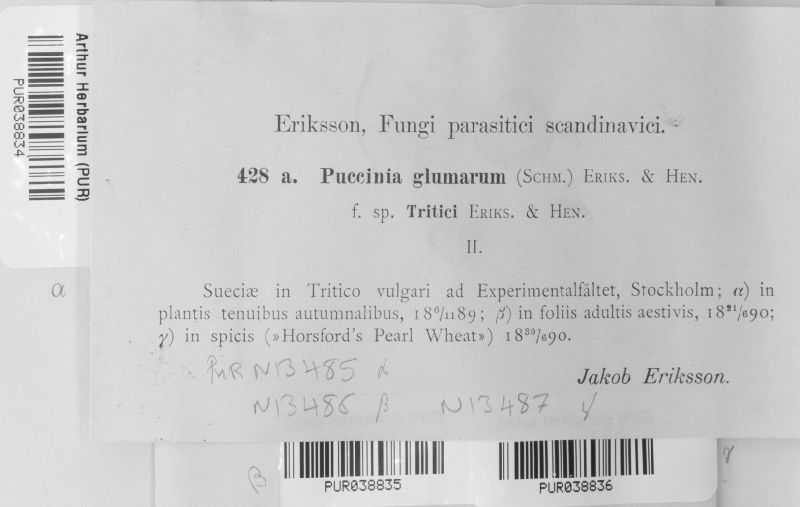 Arthur Herbarium (PUR)
PUR038834
Eriksson, Fungi parasitici scandinavici.
428 a. Puccinia glumarum (Schm.) Eriks. & Hen.
f. sp. Tritici Eriks. & Hen.
II.
Sueciæ in Tritico vulgari ad Experimentalfältet, Stockholm; α) in
plantis tenuibus autumnalibus, 18⁶/₁₁89; β) in foliis adultis aestivis, 18²¹/₆90;
γ) in spicis (»Horsford's Pearl Wheat») 18³⁰/₆90.
Jakob Eriksson.
PUR N13485 α
N13486 β N13487 γ
α
β
PUR038835
PUR038836
γ